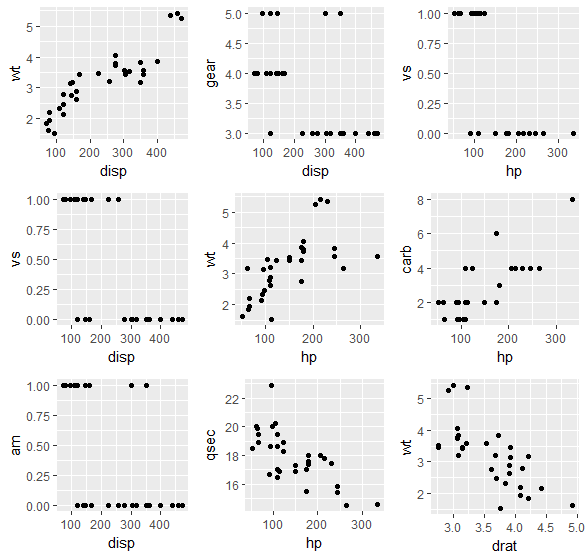 wt
5
4
3
2
100 200 300 400
disp
gear
5.0
4.5
4.0
3.5
3.0
100 200 300 400
disp
vs
1.00
0.75
0.50
0.25
0.00
100 200 300
hp
vs
1.00
0.75
0.50
0.25
0.00
100 200 300 400
disp
wt
5
4
3
2
100 200 300
hp
carb
8
6
4
2
100 200 300
hp
am
1.00
0.75
0.50
0.25
0.00
100 200 300 400
disp
qsec
22
20
18
16
100 200 300
hp
wt
5
4
3
2
3.0 3.5 4.0 4.5 5.0
drat